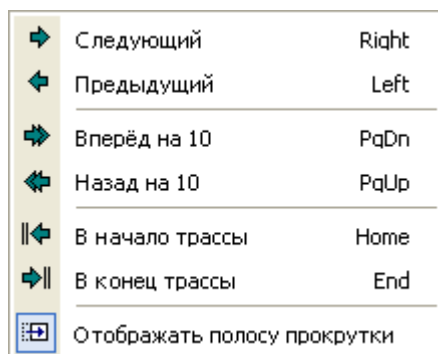 Следующий Right
Предыдущий Left
Вперёд на 10 PgDn
Назад на 10 PgUp
В начало трассы Home
В конец трассы End
Отображать полосу прокрутки